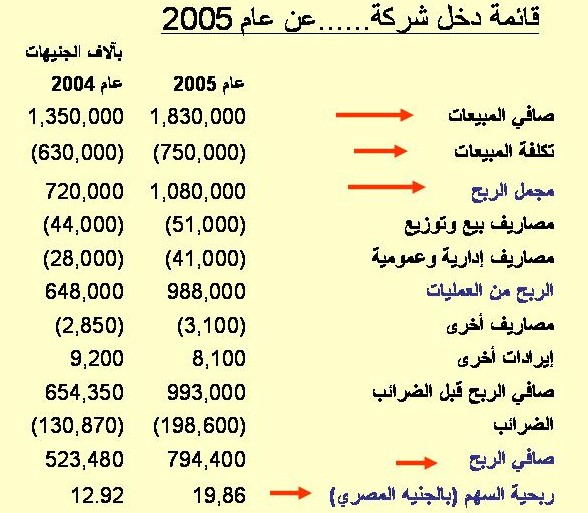 قائمة دخل شركة......عن عام 2005
بآلاف الجنيهات
عام 2005 عام 2004
صافي المبيعات 1,830,000 1,350,000
تكلفة المبيعات (750,000) (630,000)
مجمل الربح 1,080,000 720,000
مصاريف بيع وتوزيع (51,000) (44,000)
مصاريف إدارية وعمومية (41,000) (28,000)
الربح من العمليات 988,000 648,000
مصاريف أخرى (3,100) (2,850)
إيرادات أخرى 8,100 9,200
صافي الربح قبل الضرائب 993,000 654,350
الضرائب (198,600) (130,870)
صافي الربح 794,400 523,480
ربحية السهم (بالجنيه المصري) 19,86 12.92